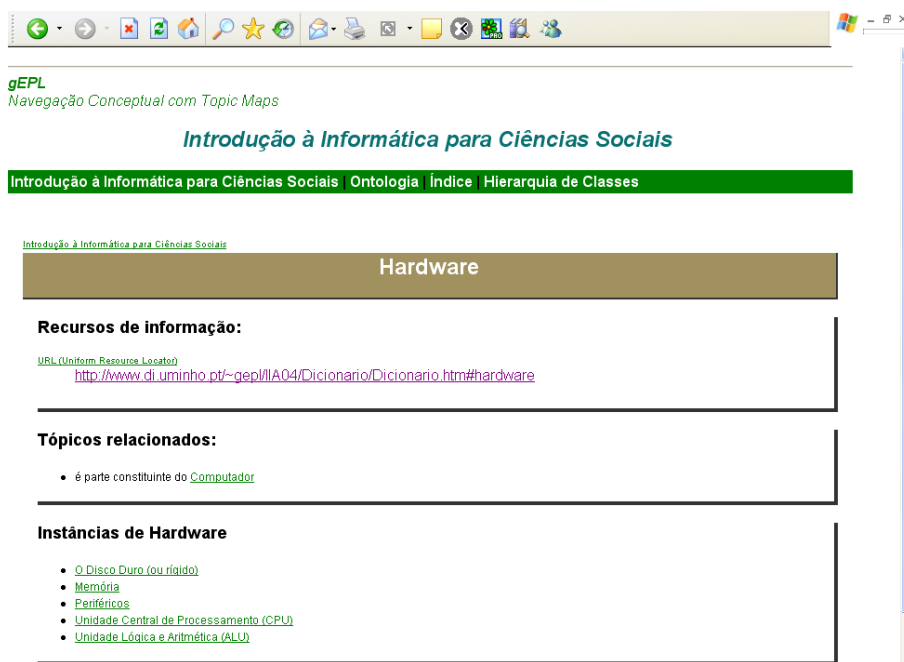 PRO
gEPL
Navegação Conceptual com Topic Maps
Introdução à Informática para Ciências Sociais
Introdução à Informática para Ciências Sociais | Ontologia | Índice | Hierarquia de Classes
Introdução à Informática para Ciências Sociais
Hardware
Recursos de informação:
URL (Uniform Resource Locator)
http://www.di.uminho.pt/~gepl/IIA04/Dicionario/Dicionario.htm#hardware
Tópicos relacionados:
• é parte constituinte do Computador
Instâncias de Hardware
• O Disco Duro (ou rígido)
• Memória
• Periféricos
• Unidade Central de Processamento (CPU)
• Unidade Lógica e Aritmética (ALU)